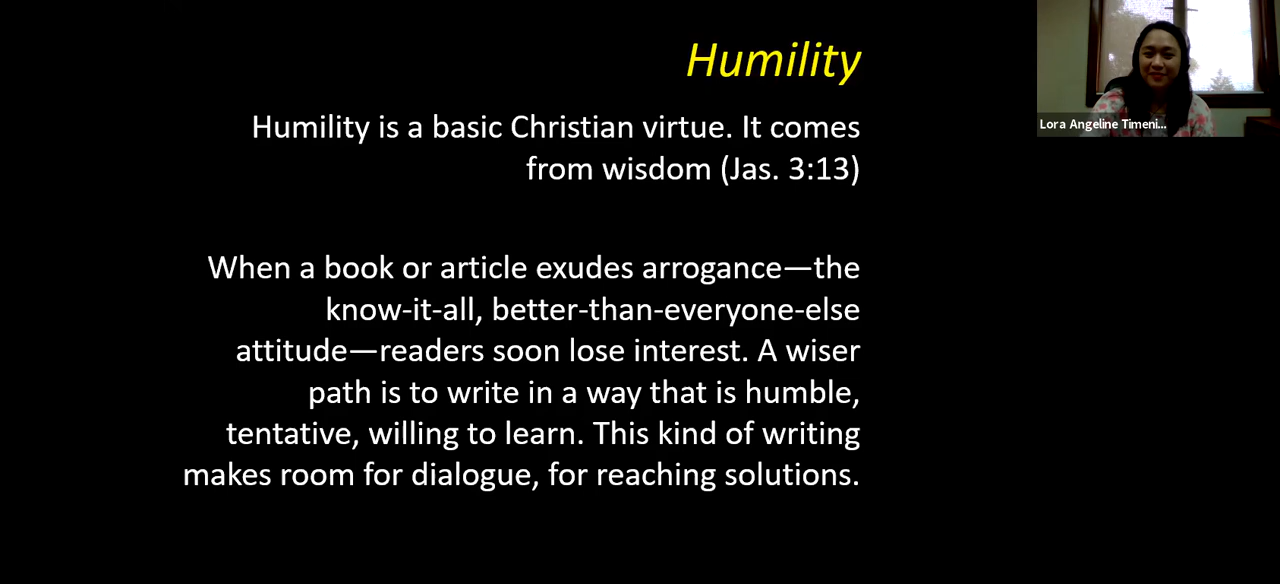 Humility
Humility is a basic Christian virtue. It comes
from wisdom (Jas. 3:13)
When a book or article exudes arrogance—the
know-it-all, better-than-everyone-else
attitude—readers soon lose interest. A wiser
path is to write in a way that is humble,
tentative, willing to learn. This kind of writing
makes room for dialogue, for reaching solutions.
Lora Angeline Timeni...